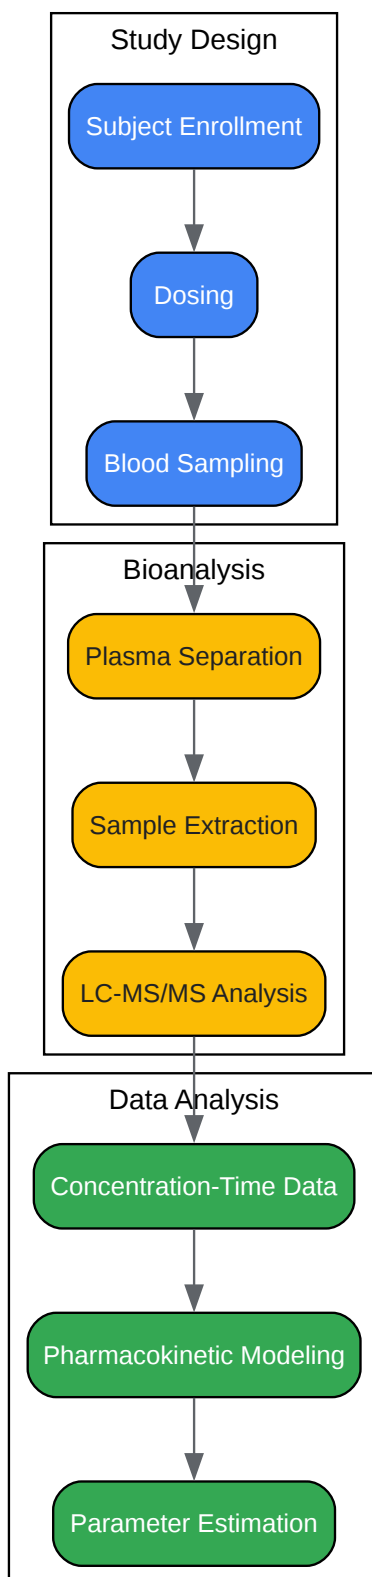 Study Design
Subject Enrollment
Dosing
Blood Sampling
Bioanalysis
Plasma Separation
Sample Extraction
LC-MS/MS Analysis
Data Analysis
Concentration-Time Data
Pharmacokinetic Modeling
Parameter Estimation